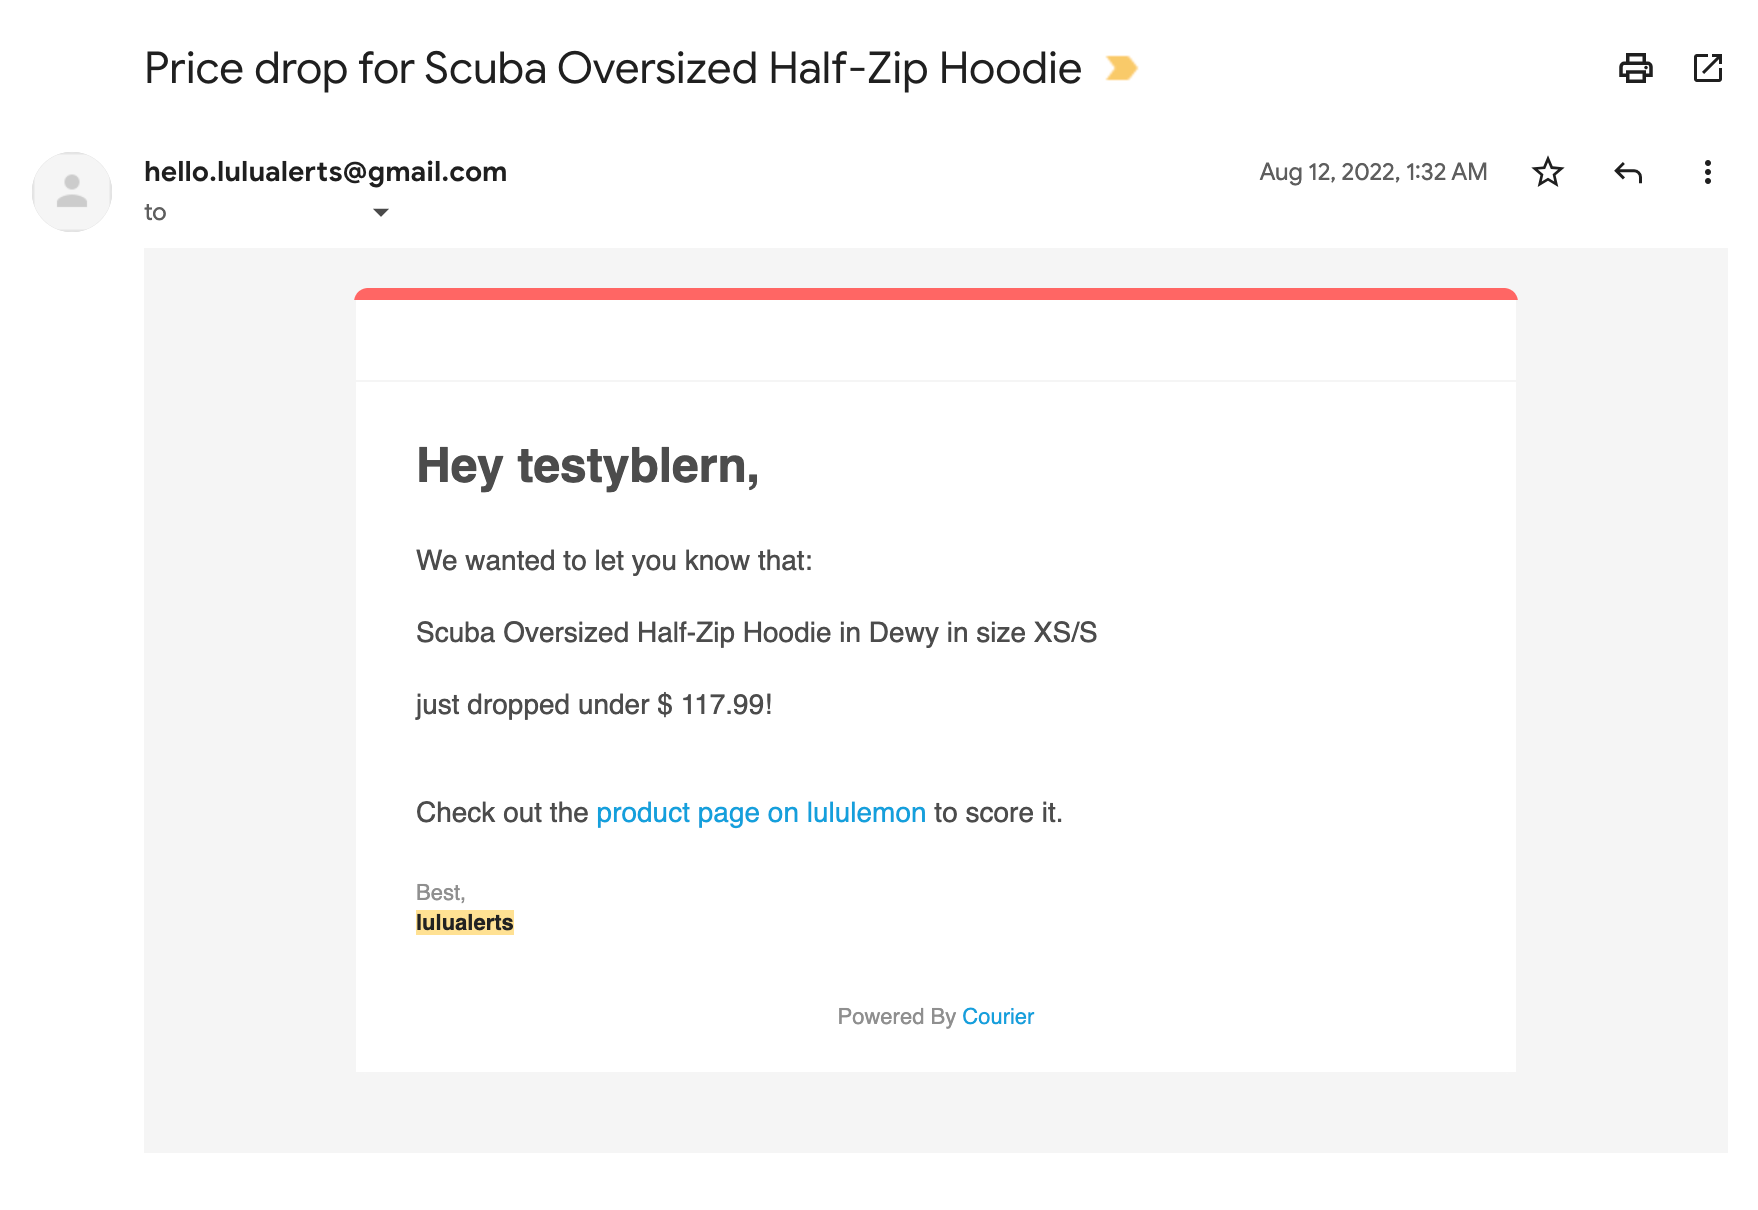 Price drop for Scuba Oversized Half-Zip Hoodie
hello.lulualerts@gmail.com
Aug 12, 2022, 1:32 AM
to
Hey testyblern,
We wanted to let you know that:
Scuba Oversized Half-Zip Hoodie in Dewy in size XS/S
just dropped under $ 117.99!
Check out the product page on lululemon to score it.
Best,
lulualerts
Powered By Courier